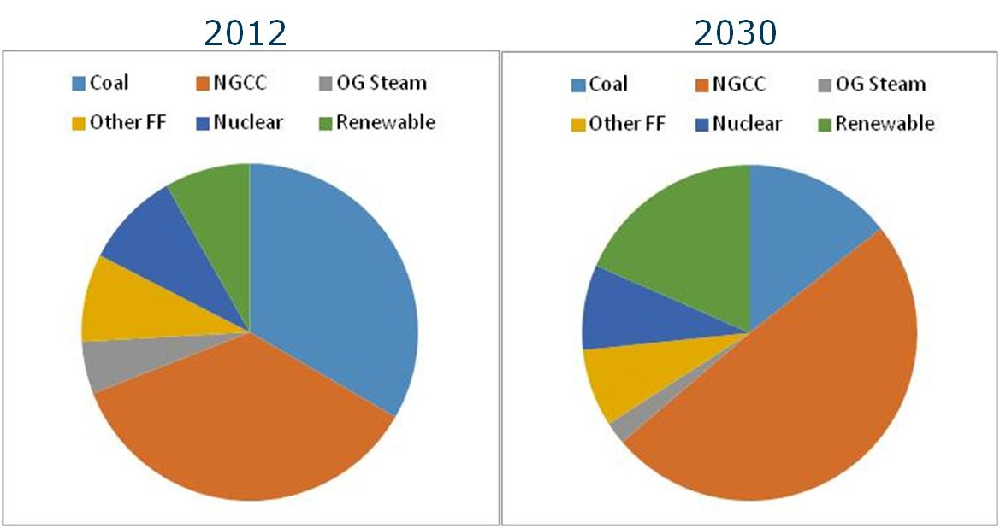 2012
Coal NGCC OG Steam
Other FF Nuclear Renewable
2030
Coal NGCC OG Steam
Other FF Nuclear Renewable